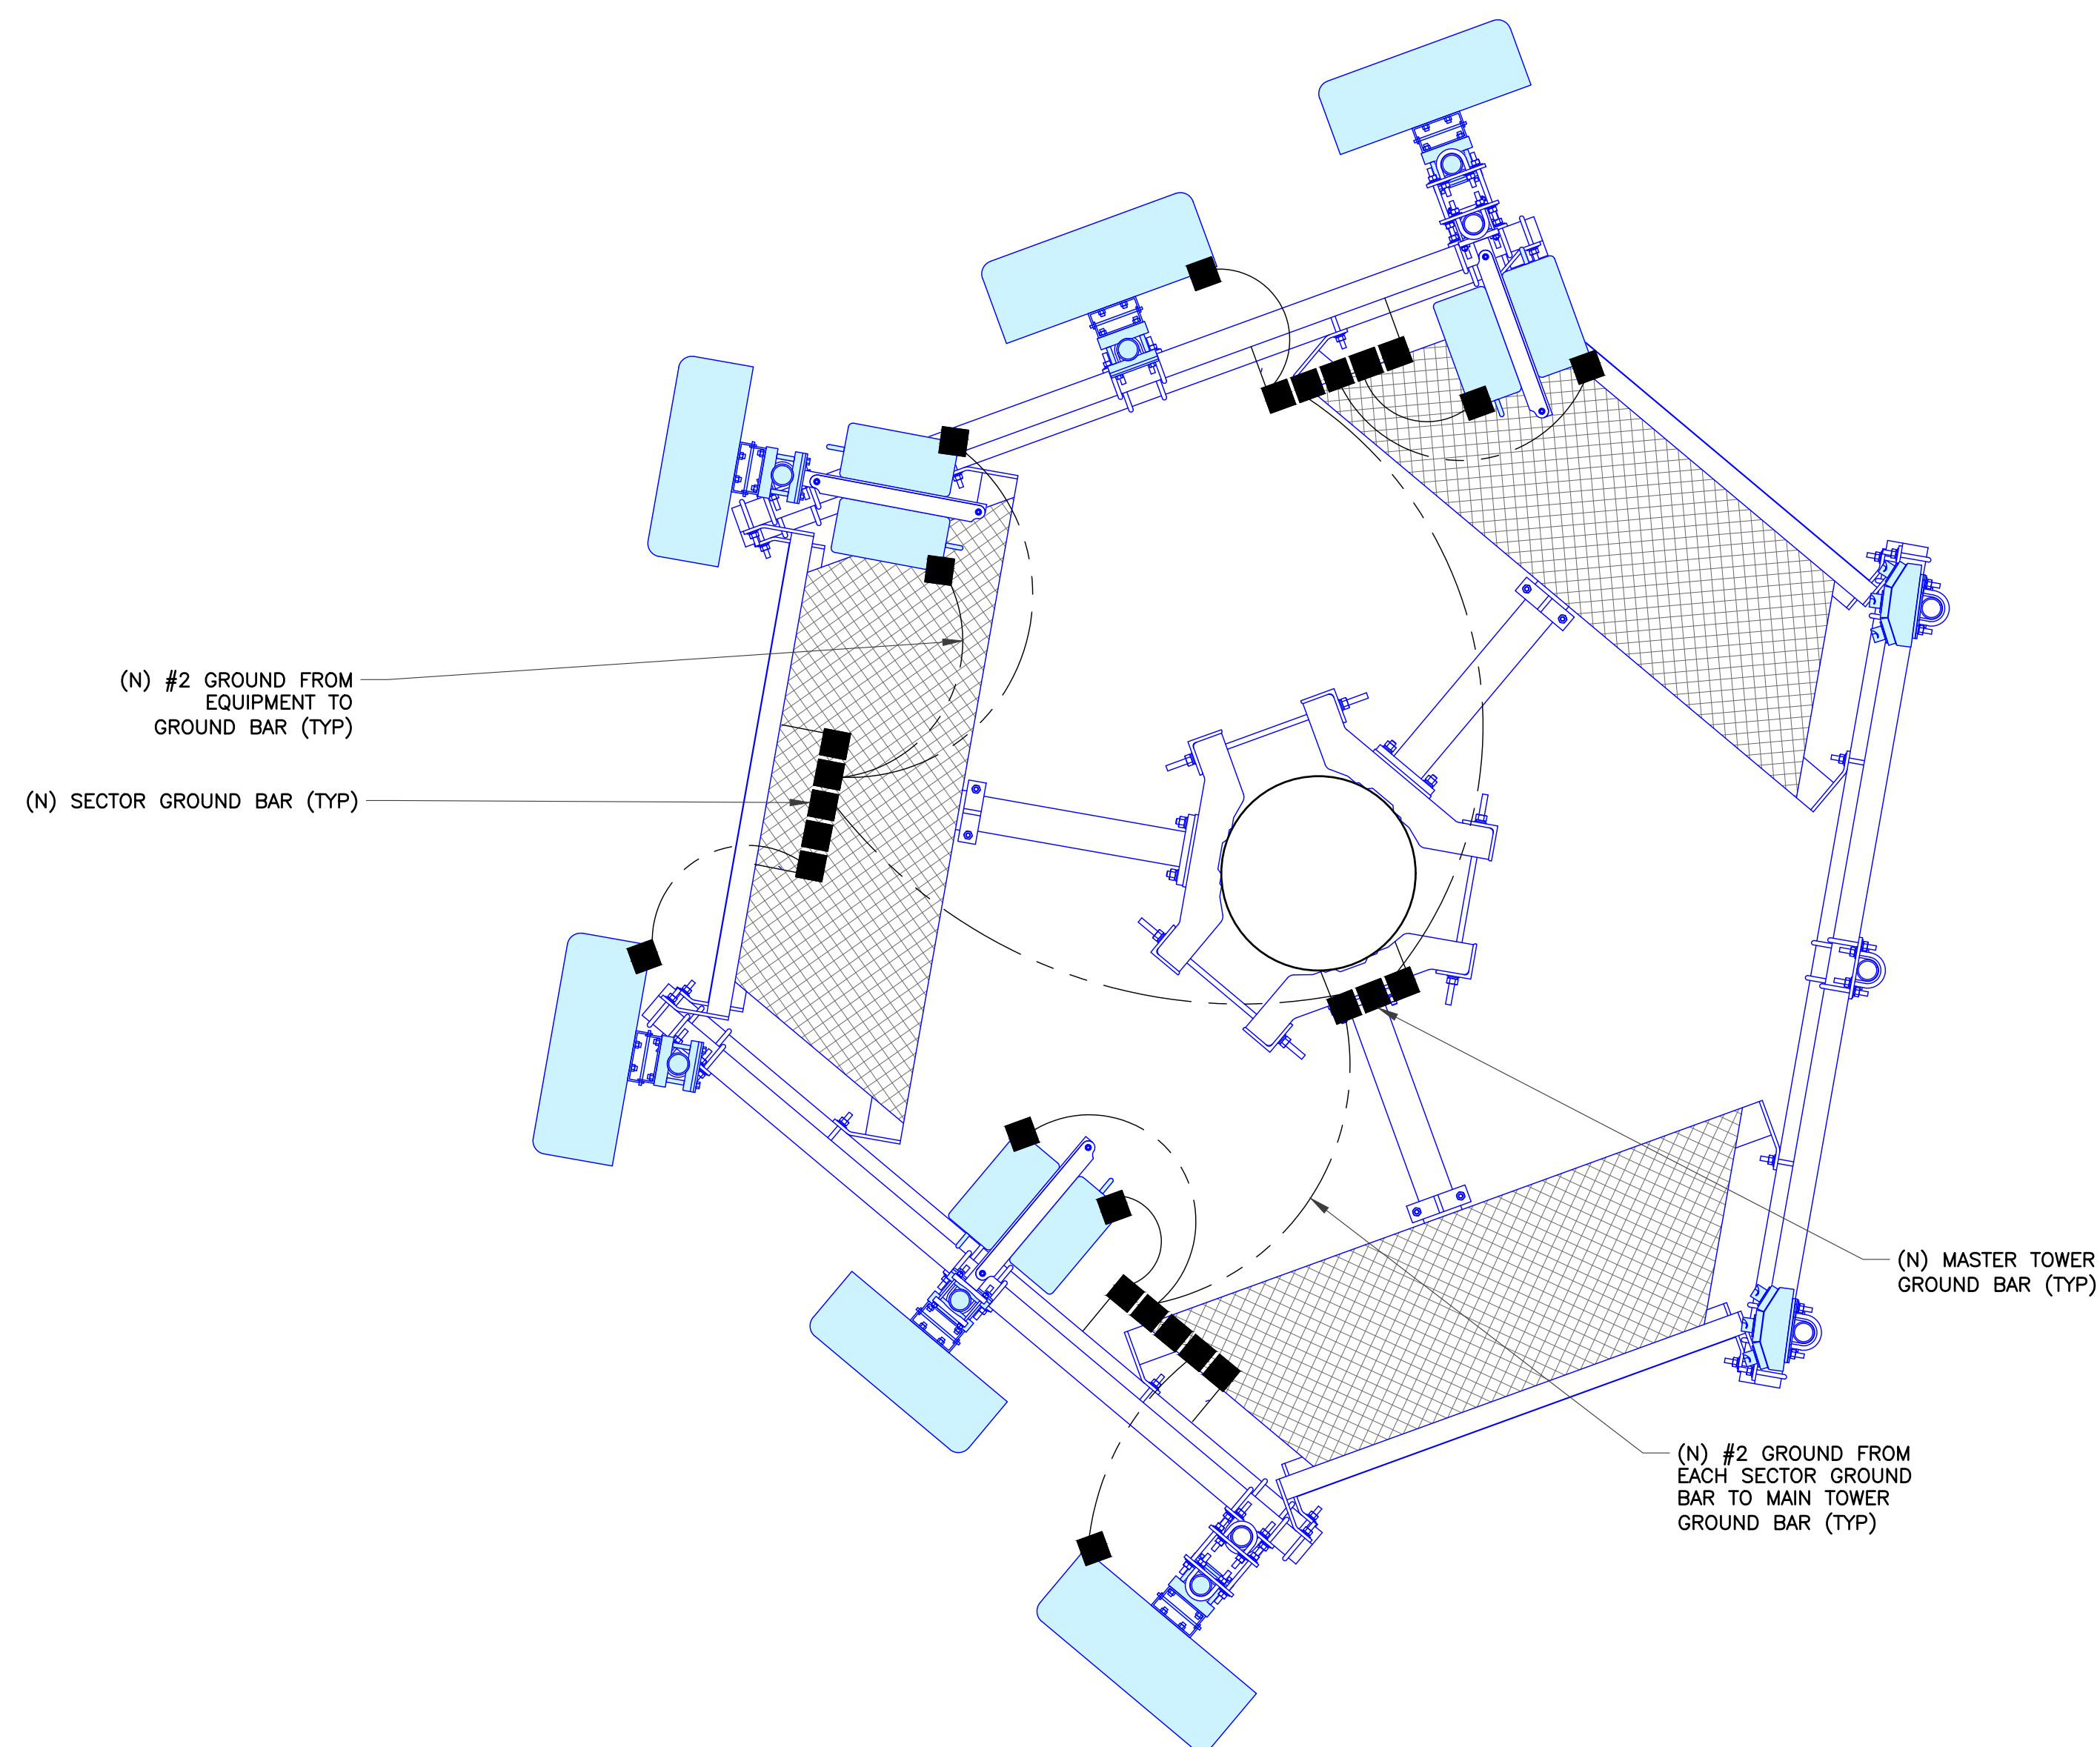 (N) #2 GROUND FROM
EQUIPMENT TO
GROUND BAR (TYP)
(N) SECTOR GROUND BAR (TYP)
(N) MASTER TOWER
GROUND BAR (TYP)
(N) #2 GROUND FROM
EACH SECTOR GROUND
BAR TO MAIN TOWER
GROUND BAR (TYP)